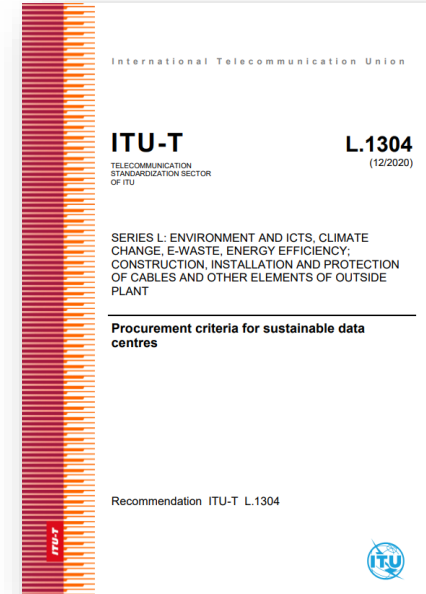 International Telecommunication Union
ITU-T
L.1304
TELECOMMUNICATION
STANDARDIZATION SECTOR
OF ITU
(12/2020)
SERIES L: ENVIRONMENT AND ICTS, CLIMATE
CHANGE, E-WASTE, ENERGY EFFICIENCY;
CONSTRUCTION, INSTALLATION AND PROTECTION
OF CABLES AND OTHER ELEMENTS OF OUTSIDE
PLANT
Procurement criteria for sustainable data
centres
Recommendation ITU-T L.1304
ITU-T
ITU